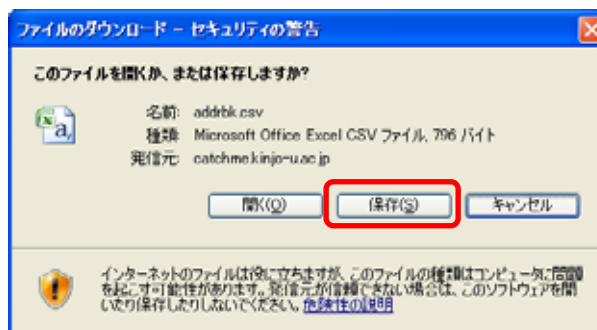 ファイルのダウンロード － セキュリティの警告
このファイルを開くか、または保存しますか?
名前: addrbk.csv
種類: Microsoft Office Excel CSV ファイル, 796 バイト
発信元: catchme.kinjo-u.ac.jp
開く(O) 保存(S) キャンセル
インターネットのファイルは役に立ちますが、このファイルの種類はコンピュータに問題
を起こす可能性があります。発信元が信頼できない場合は、このソフトウェアを開
いたり保存したりしないでください。危険性の説明